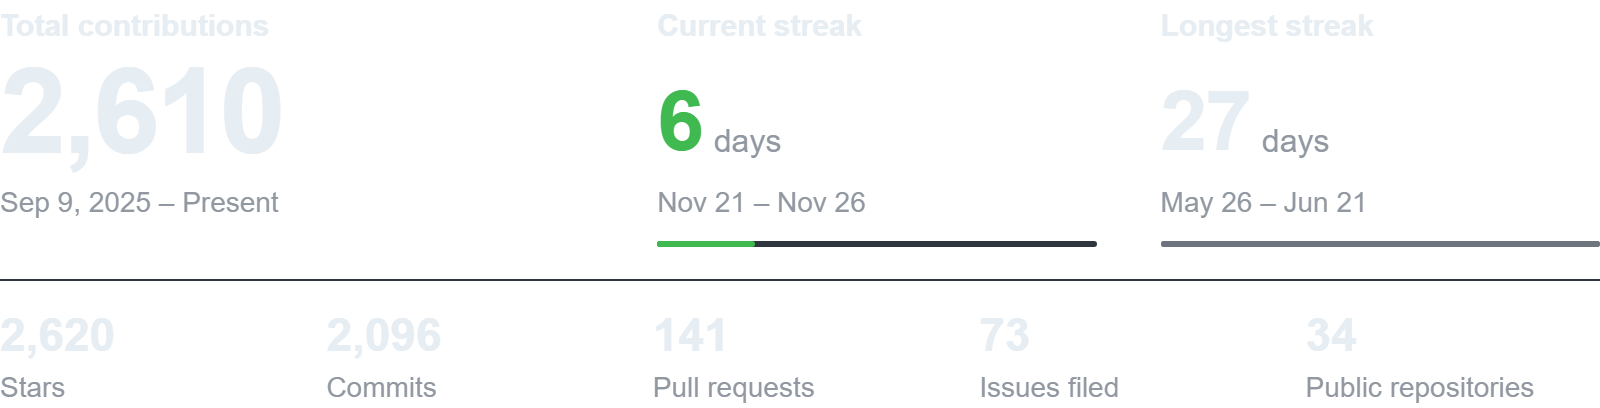 Total contributions
2,610
Sep 9, 2025 – Present
Current streak
6 days
Nov 21 – Nov 26
Longest streak
27 days
May 26 – Jun 21
2,620
Stars
2,096
Commits
141
Pull requests
73
Issues filed
34
Public repositories